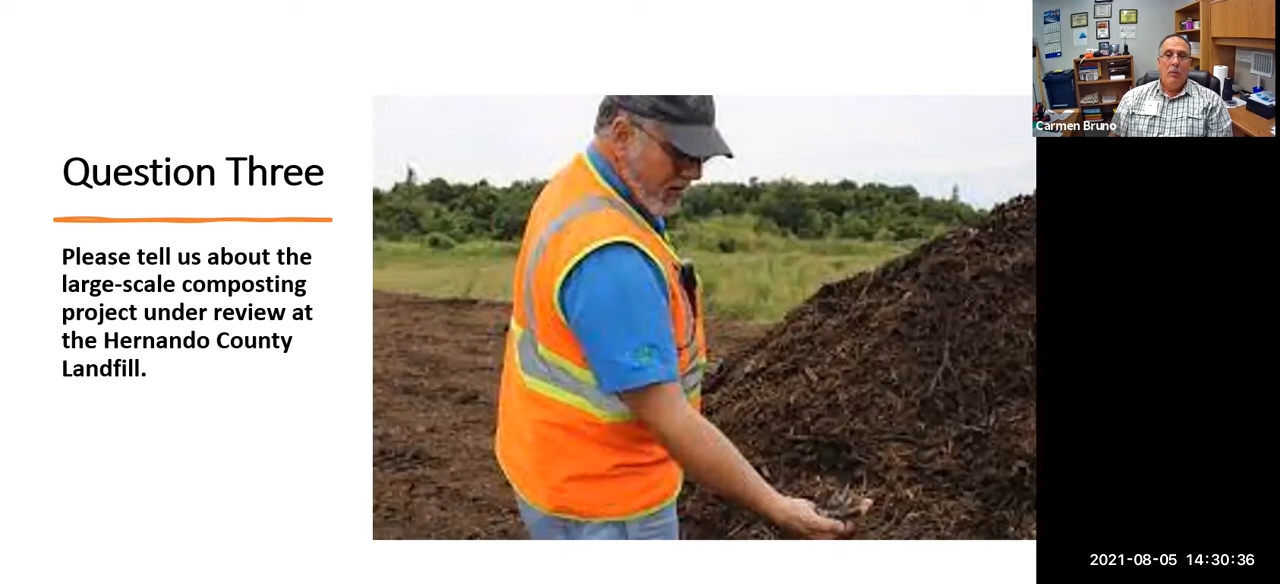 Question Three
Please tell us about the
large-scale composting
project under review at
the Hernando County
Landfill.
Carmen Bruno
2021-08-05 14:30:36